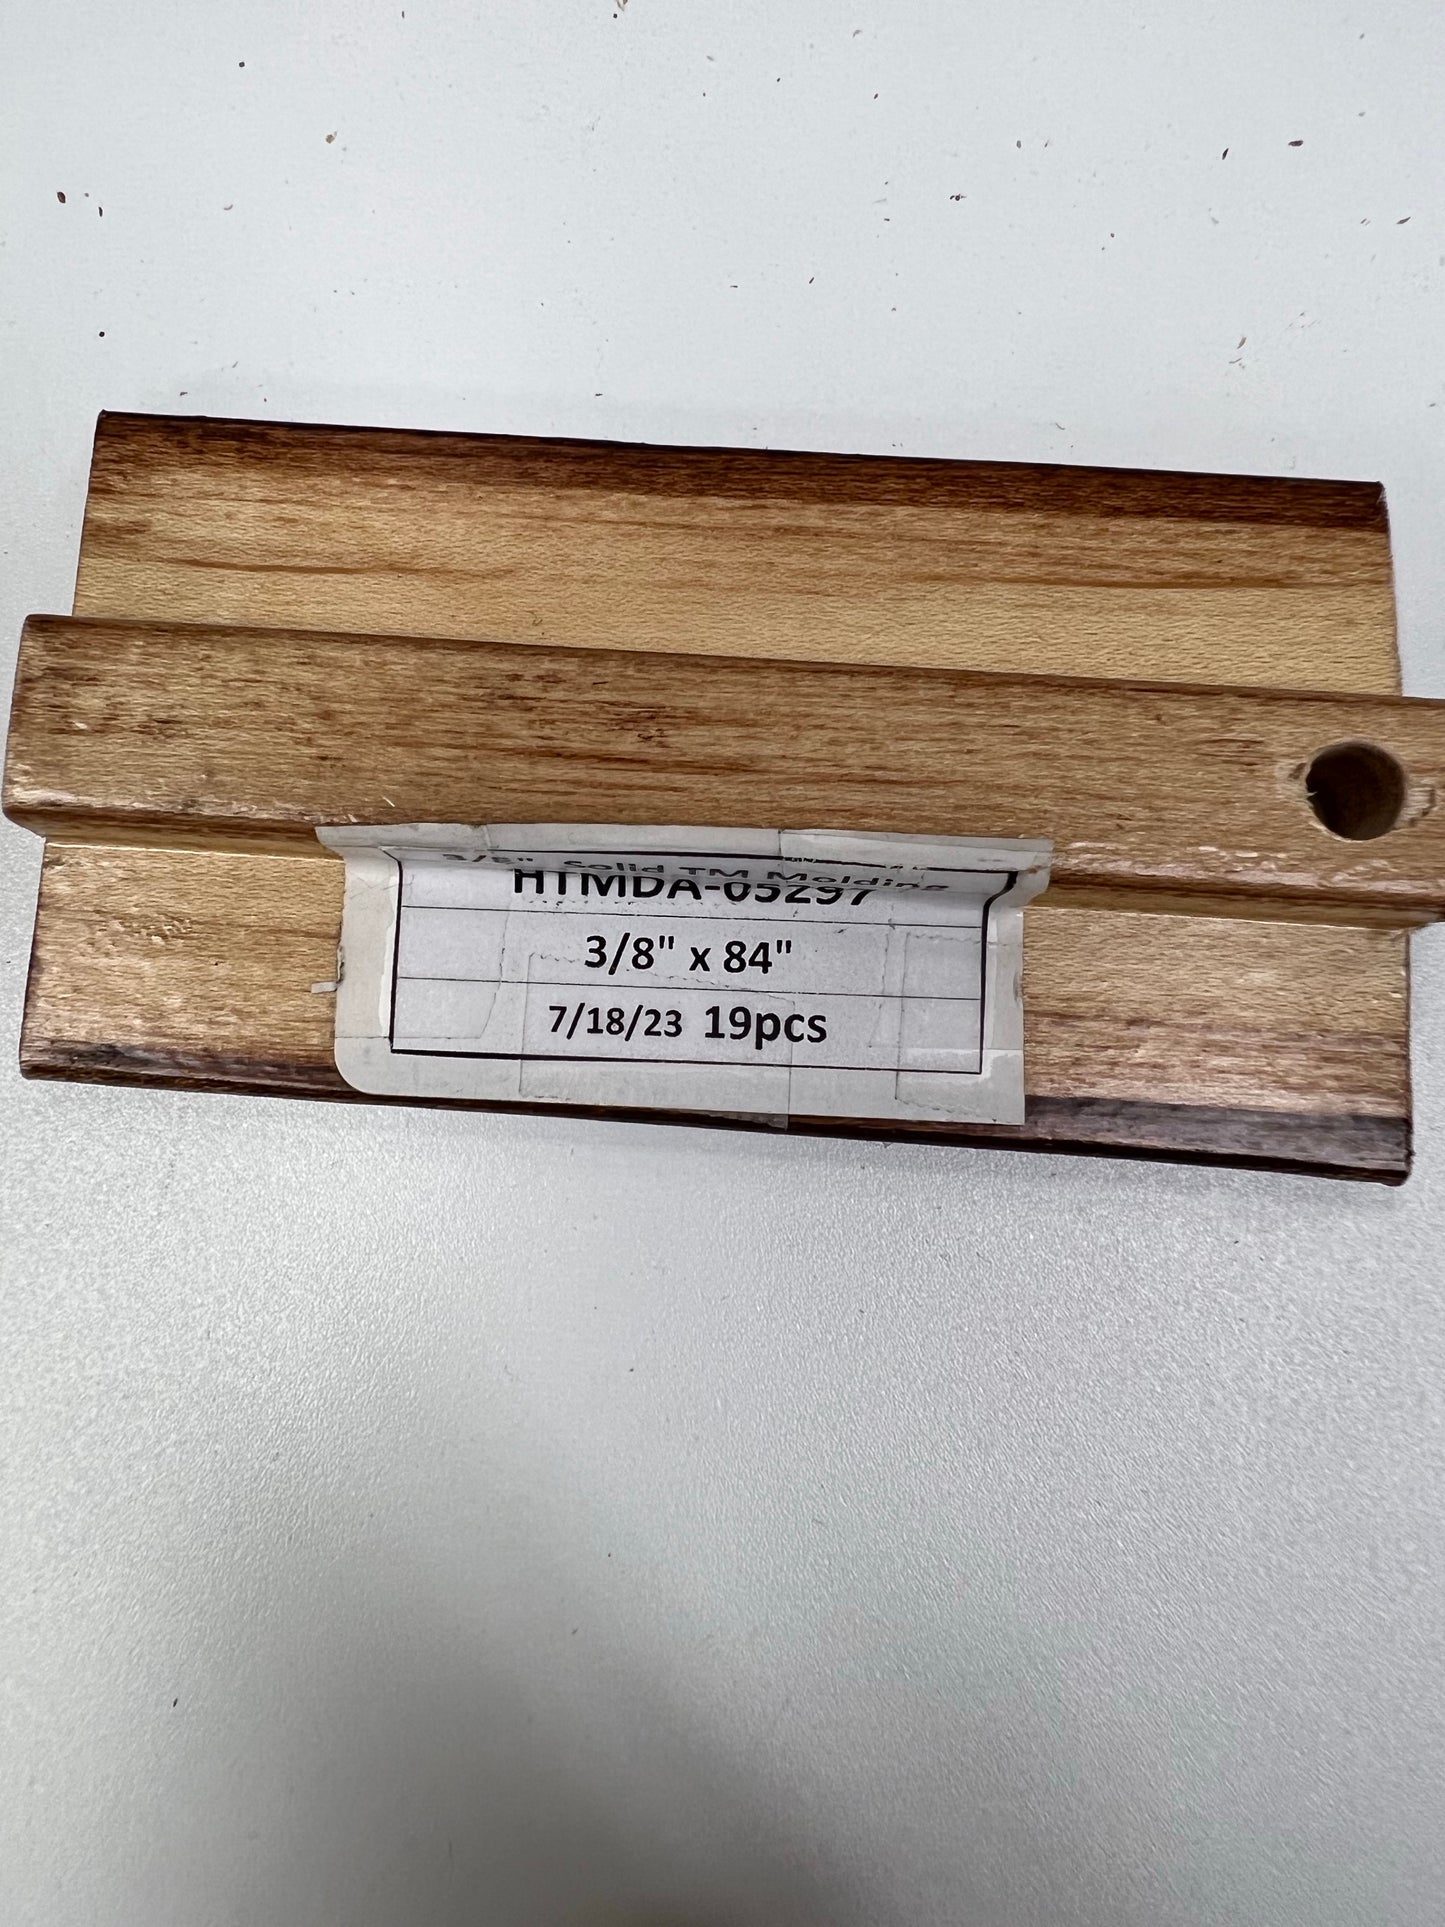 3/8" Solid TM Molding
HTMDA-05297
3/8" x 84"
7/18/23 19pcs